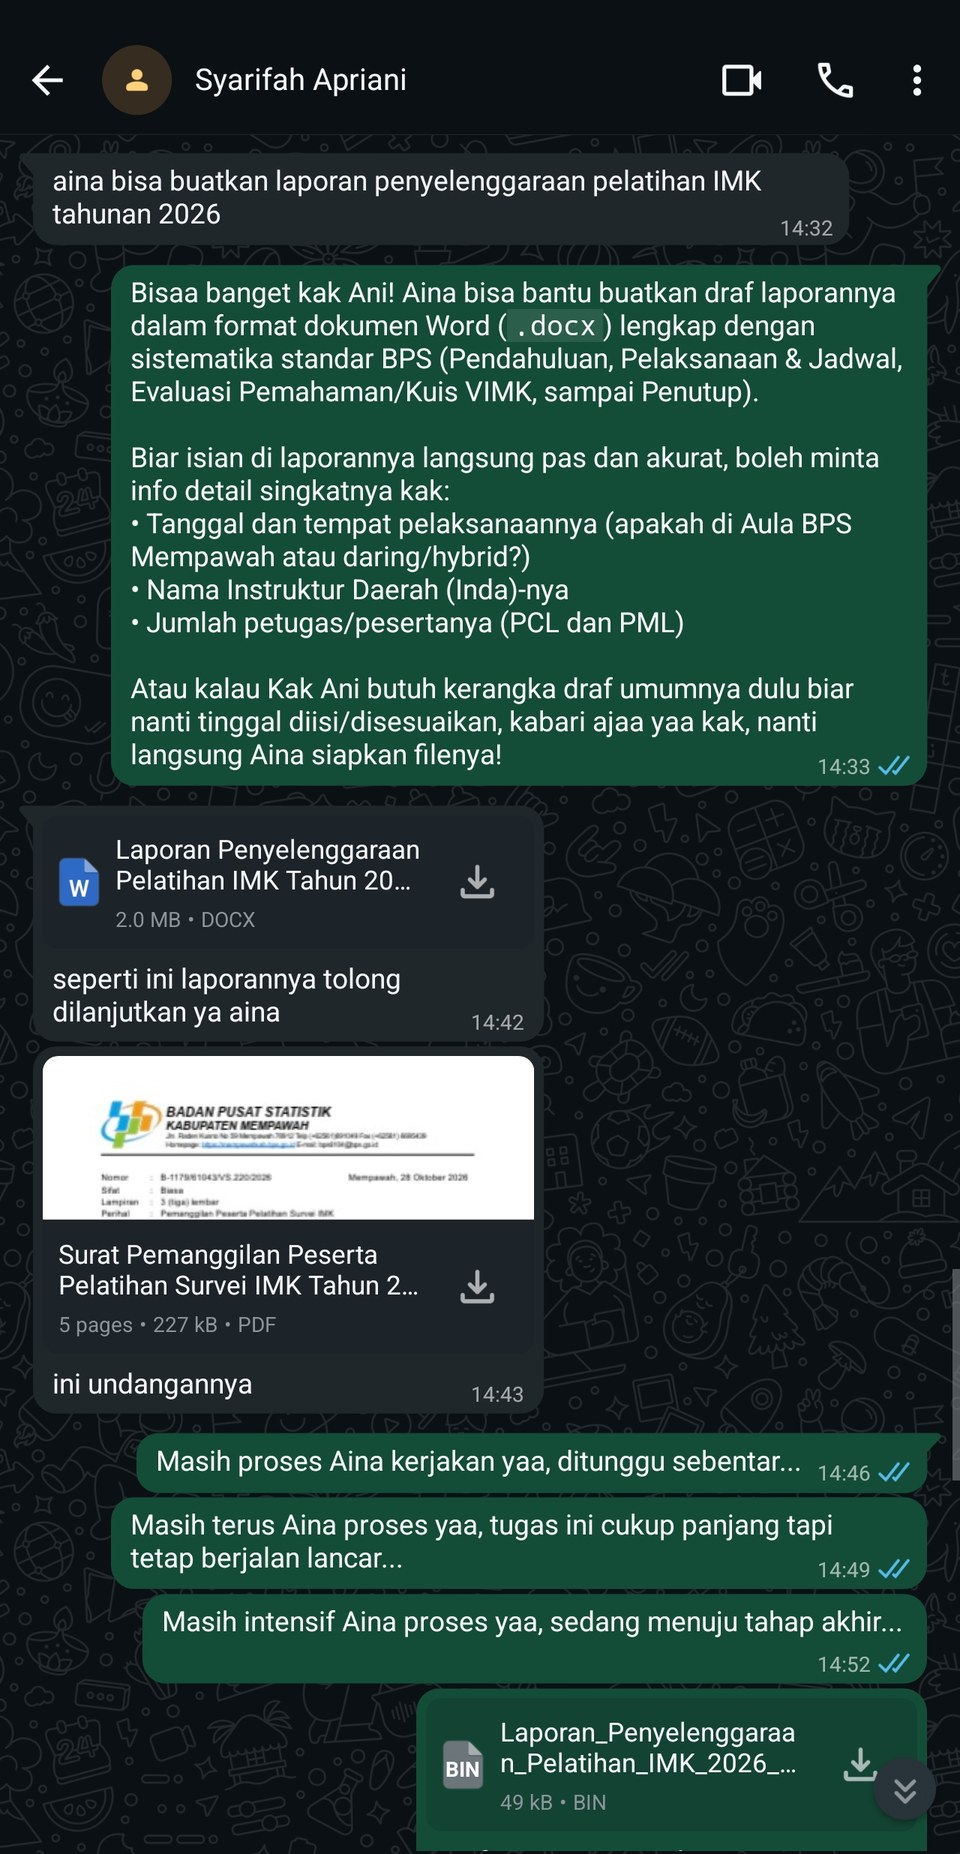 Syarifah Apriani
aina bisa buatkan laporan penyelenggaraan pelatihan IMK
tahunan 2026
14:32
Bisaa banget kak Ani! Aina bisa bantu buatkan draf laporannya
dalam format dokumen Word ( .docx ) lengkap dengan
sistematika standar BPS (Pendahuluan, Pelaksanaan & Jadwal,
Evaluasi Pemahaman/Kuis VIMK, sampai Penutup).
Biar isian di laporannya langsung pas dan akurat, boleh minta
info detail singkatnya kak:
• Tanggal dan tempat pelaksanaannya (apakah di Aula BPS
Mempawah atau daring/hybrid?)
• Nama Instruktur Daerah (Inda)-nya
• Jumlah petugas/pesertanya (PCL dan PML)
Atau kalau Kak Ani butuh kerangka draf umumnya dulu biar
nanti tinggal diisi/disesuaikan, kabari ajaa yaa kak, nanti
langsung Aina siapkan filenya!
14:33
W
Laporan Penyelenggaraan
Pelatihan IMK Tahun 20...
2.0 MB • DOCX
seperti ini laporannya tolong
dilanjutkan ya aina
14:42
BADAN PUSAT STATISTIK
KABUPATEN MEMPAWAH
Nomor : B-1179/61043/VS.220/2026 Mempawah, 28 Oktober 2026
Sifat : Biasa
Lampiran : 3 (tiga) lembar
Perihal : Pemanggilan Peserta Pelatihan Survei IMK
Surat Pemanggilan Peserta
Pelatihan Survei IMK Tahun 2...
5 pages • 227 kB • PDF
ini undangannya
14:43
Masih proses Aina kerjakan yaa, ditunggu sebentar...
14:46
Masih terus Aina proses yaa, tugas ini cukup panjang tapi
tetap berjalan lancar...
14:49
Masih intensif Aina proses yaa, sedang menuju tahap akhir...
14:52
BIN
Laporan_Penyelenggaraa
n_Pelatihan_IMK_2026_...
49 kB • BIN